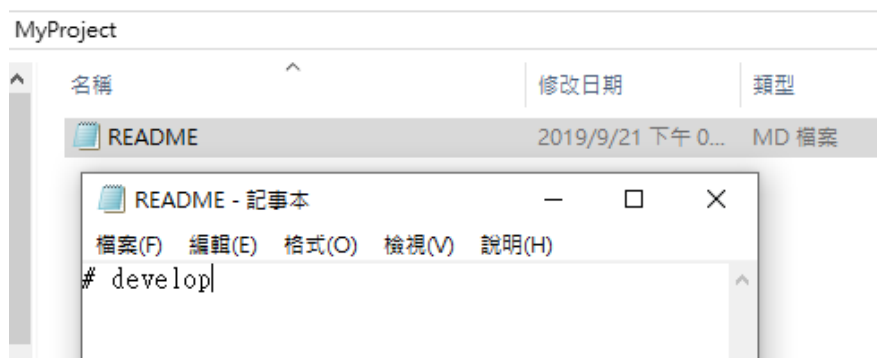 MyProject
名稱 修改日期 類型
README 2019/9/21 下午 0... MD 檔案
README - 記事本
檔案(F) 編輯(E) 格式(O) 檢視(V) 說明(H)
# develop